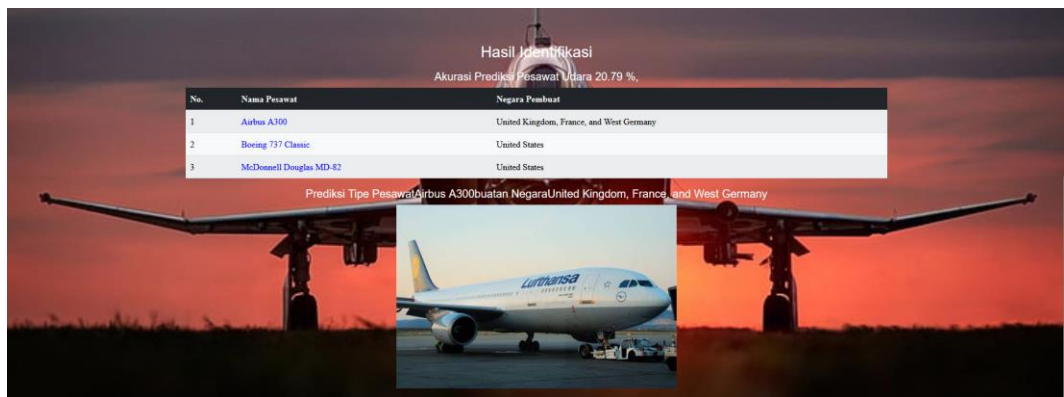 Hasil Identifikasi
Akurasi Prediksi Pesawat Udara 20.79 %,
No. Nama Pesawat Negara Pembuat
1 Airbus A300 United Kingdom, France, and West Germany
2 Boeing 737 Classic United States
3 McDonnell Douglas MD-82 United States
Prediksi Tipe PesawatAirbus A300buatan NegaraUnited Kingdom, France, and West Germany
Lufthansa